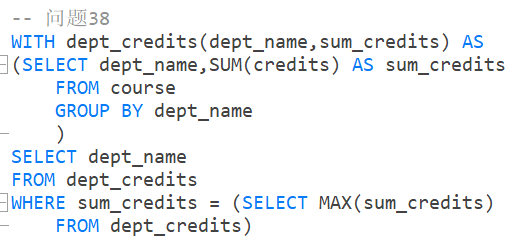 -- 问题38
WITH dept_credits(dept_name,sum_credits) AS
(SELECT dept_name,SUM(credits) AS sum_credits
    FROM course
    GROUP BY dept_name
    )
SELECT dept_name
FROM dept_credits
WHERE sum_credits = (SELECT MAX(sum_credits)
    FROM dept_credits)